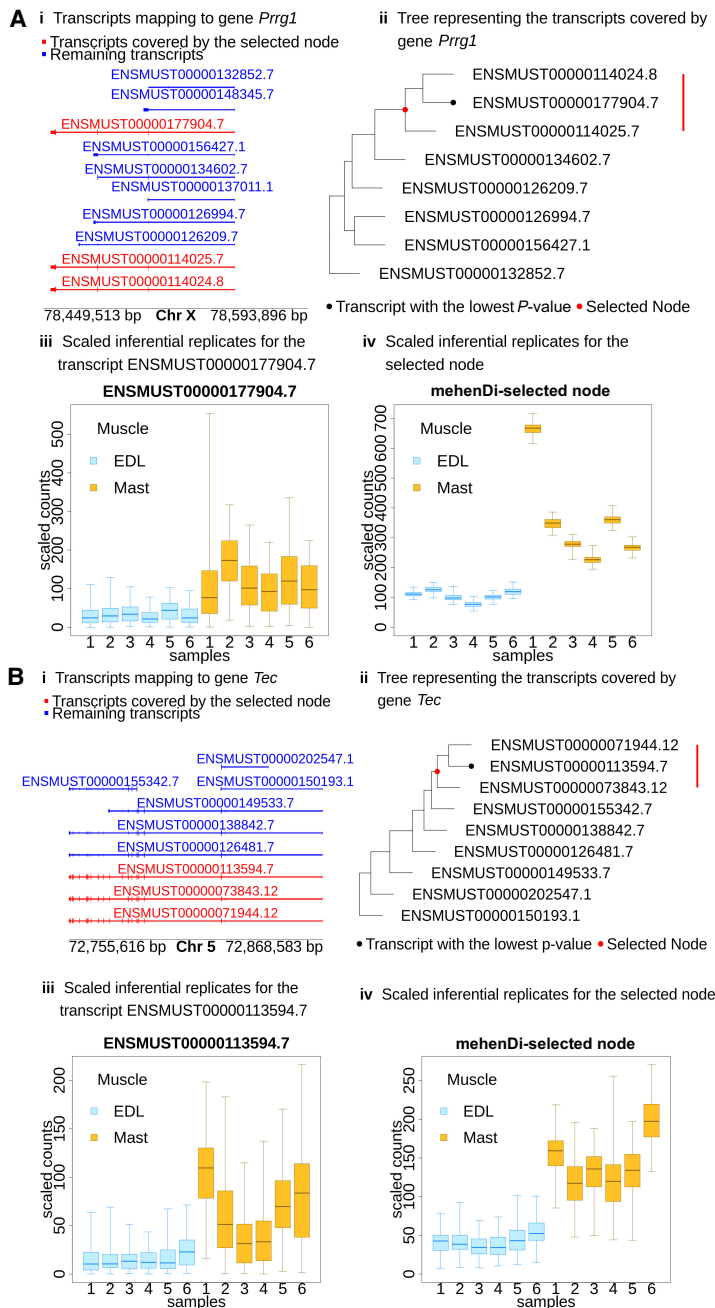 A i Transcripts mapping to gene Prrg1
Transcripts covered by the selected node
Remaining transcripts
ENSMUST00000132852.7
ENSMUST00000148345.7
ENSMUST00000177904.7
ENSMUST00000156427.1
ENSMUST00000134602.7
ENSMUST00000137011.1
ENSMUST00000126994.7
ENSMUST00000126209.7
ENSMUST00000114025.7
ENSMUST00000114024.8
78,449,513 bp Chr X 78,593,896 bp
ii Tree representing the transcripts covered by
gene Prrg1
ENSMUST00000114024.8
ENSMUST00000177904.7
ENSMUST00000114025.7
ENSMUST00000134602.7
ENSMUST00000126209.7
ENSMUST00000126994.7
ENSMUST00000156427.1
ENSMUST00000132852.7
Transcript with the lowest P-value Selected Node
iii Scaled inferential replicates for the
transcript ENSMUST00000177904.7
ENSMUST00000177904.7
Muscle
EDL
Mast
scaled counts
0 100 200 300 400 500
1 2 3 4 5 6 1 2 3 4 5 6
samples
iv Scaled inferential replicates for the
selected node
mehenDi-selected node
Muscle
EDL
Mast
scaled counts
0 100 200 300 400 500 600 700
1 2 3 4 5 6 1 2 3 4 5 6
samples
B i Transcripts mapping to gene Tec
Transcripts covered by the selected node
Remaining transcripts
ENSMUST00000202547.1
ENSMUST00000155342.7 ENSMUST00000150193.1
ENSMUST00000149533.7
ENSMUST00000138842.7
ENSMUST00000126481.7
ENSMUST00000113594.7
ENSMUST00000073843.12
ENSMUST00000071944.12
72,755,616 bp Chr 5 72,868,583 bp
ii Tree representing the transcripts covered by
gene Tec
ENSMUST00000071944.12
ENSMUST00000113594.7
ENSMUST00000073843.12
ENSMUST00000155342.7
ENSMUST00000138842.7
ENSMUST00000126481.7
ENSMUST00000149533.7
ENSMUST00000202547.1
ENSMUST00000150193.1
Transcript with the lowest p-value Selected Node
iii Scaled inferential replicates for the
transcript ENSMUST00000113594.7
ENSMUST00000113594.7
Muscle
EDL
Mast
scaled counts
0 50 100 150 200
1 2 3 4 5 6 1 2 3 4 5 6
samples
iv Scaled inferential replicates for the selected node
mehenDi-selected node
Muscle
EDL
Mast
scaled counts
0 50 100 150 200 250
1 2 3 4 5 6 1 2 3 4 5 6
samples